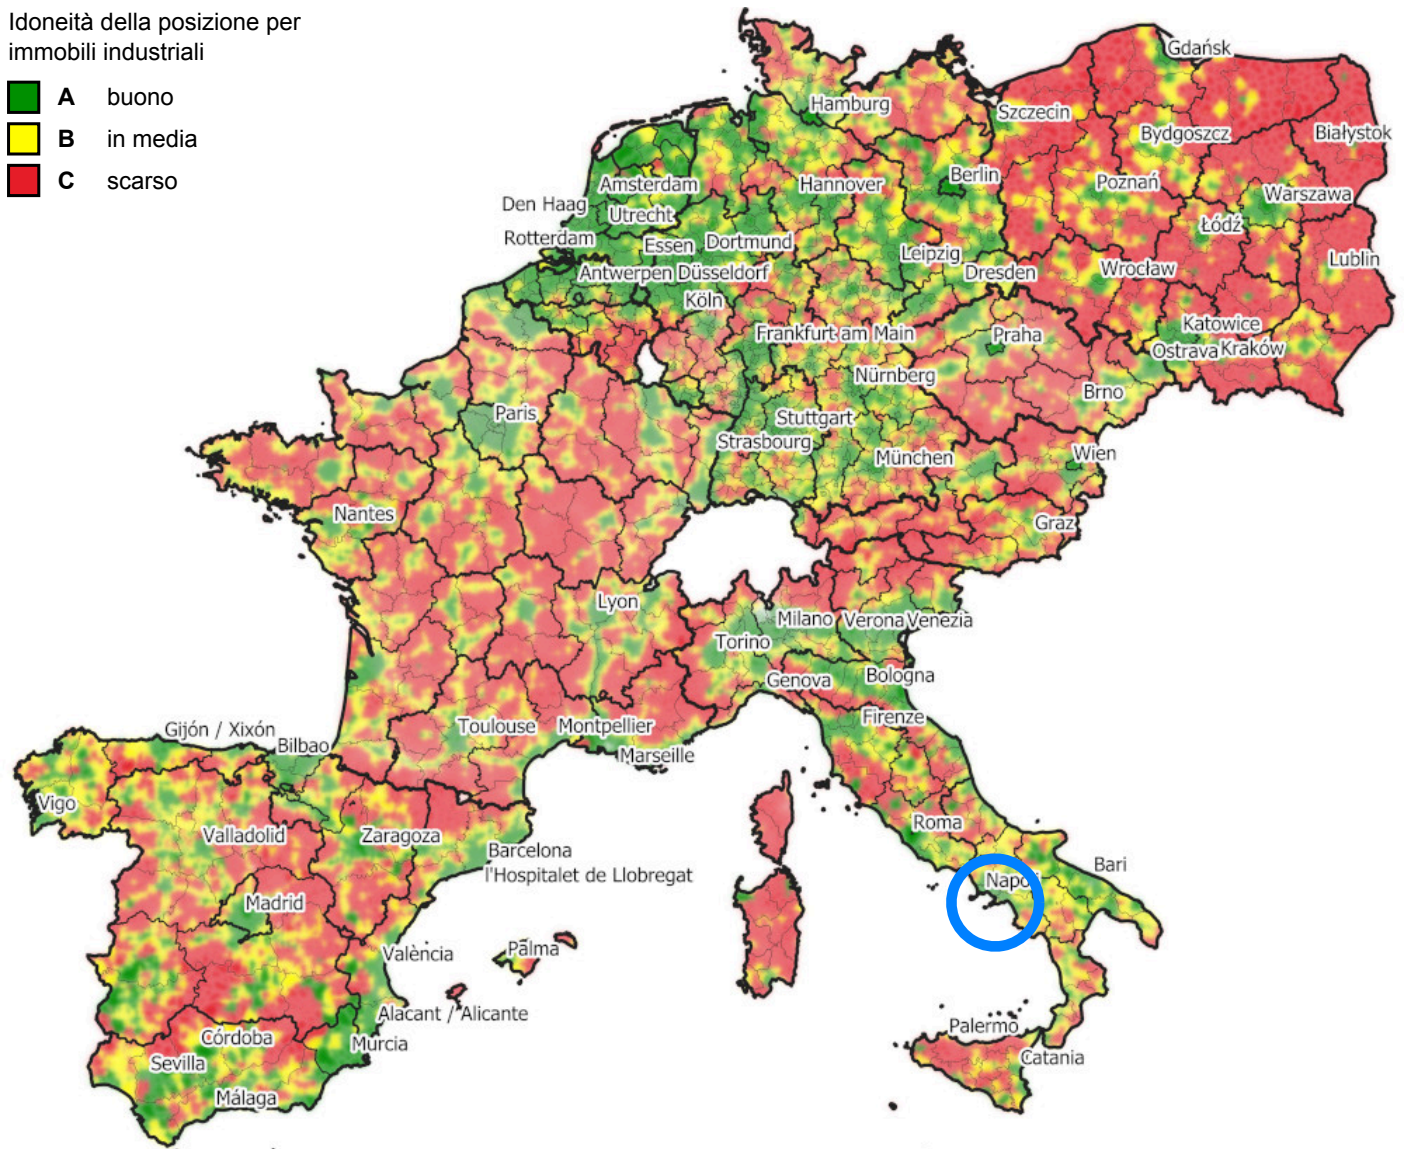 Idoneità della posizione per
immobili industriali
A buono
B in media
C scarso
Gdańsk
Hamburg
Szczecin
Bydgoszcz
Białystok
Amsterdam
Hannover
Berlin
Poznań
Warszawa
Den Haag
Utrecht
Łódź
Rotterdam
Essen
Dortmund
Leipzig
Antwerpen
Düsseldorf
Dresden
Wrocław
Lublin
Köln
Frankfurt am Main
Praha
Katowice
Ostrava
Kraków
Nürnberg
Brno
Paris
Stuttgart
Strasbourg
München
Wien
Nantes
Graz
Lyon
Milano
Verona
Venezia
Torino
Genova
Bologna
Firenze
Gijón / Xixón
Bilbao
Toulouse
Montpellier
Marseille
Vigo
Valladolid
Zaragoza
Roma
Barcelona
l'Hospitalet de Llobregat
Bari
Napoli
Madrid
València
Palma
Alacant / Alicante
Palermo
Córdoba
Murcia
Catania
Sevilla
Málaga